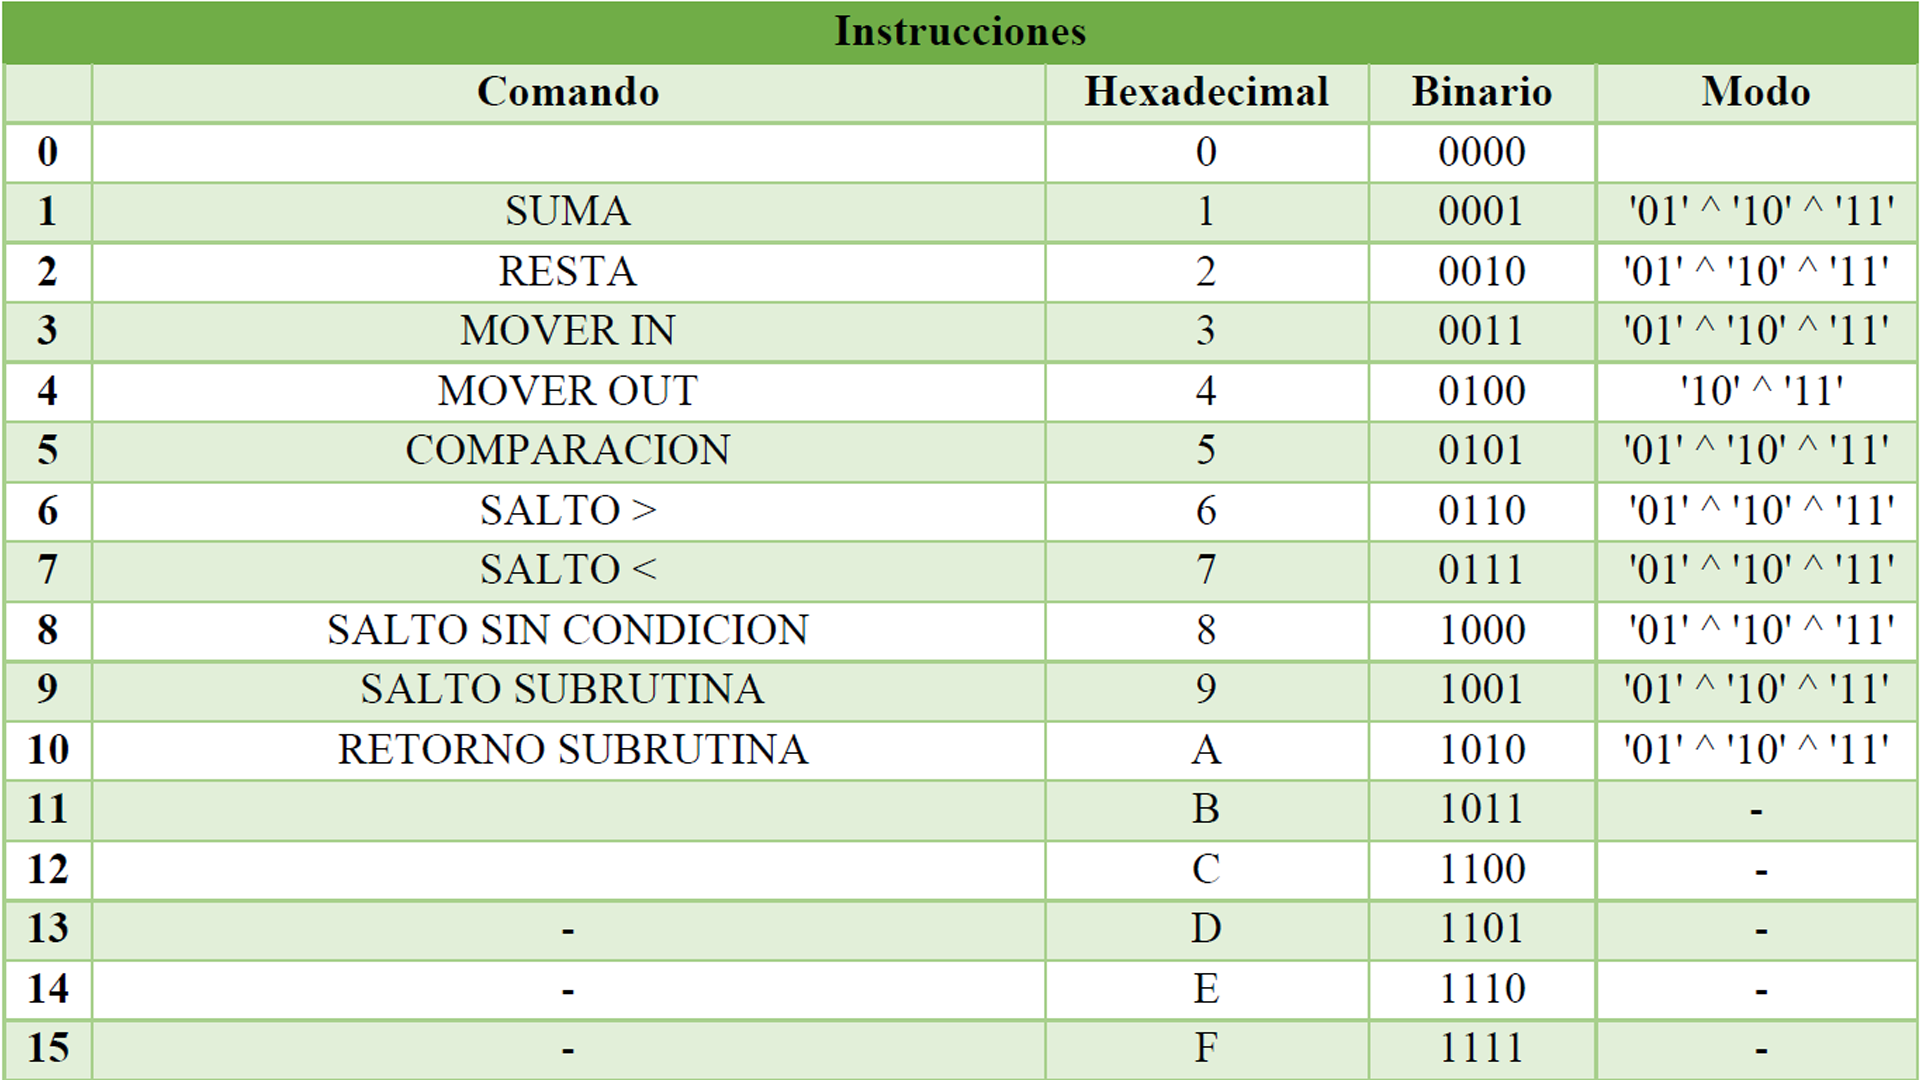 Instrucciones
Comando Hexadecimal Binario Modo
0 0 0000
1 SUMA 1 0001 '01' ^ '10' ^ '11'
2 RESTA 2 0010 '01' ^ '10' ^ '11'
3 MOVER IN 3 0011 '01' ^ '10' ^ '11'
4 MOVER OUT 4 0100 '10' ^ '11'
5 COMPARACION 5 0101 '01' ^ '10' ^ '11'
6 SALTO > 6 0110 '01' ^ '10' ^ '11'
7 SALTO < 7 0111 '01' ^ '10' ^ '11'
8 SALTO SIN CONDICION 8 1000 '01' ^ '10' ^ '11'
9 SALTO SUBRUTINA 9 1001 '01' ^ '10' ^ '11'
10 RETORNO SUBRUTINA A 1010 '01' ^ '10' ^ '11'
11 B 1011 -
12 C 1100 -
13 - D 1101 -
14 - E 1110 -
15 - F 1111 -